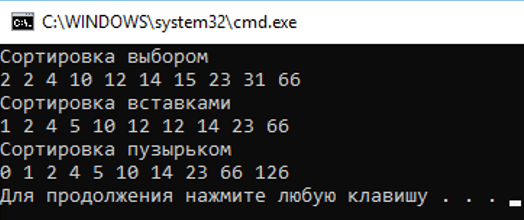 C:\WINDOWS\system32\cmd.exe
Сортировка выбором
2 2 4 10 12 14 15 23 31 66
Сортировка вставками
1 2 4 5 10 12 12 14 23 66
Сортировка пузырьком
0 1 2 4 5 10 14 23 66 126
Для продолжения нажмите любую клавишу . . .